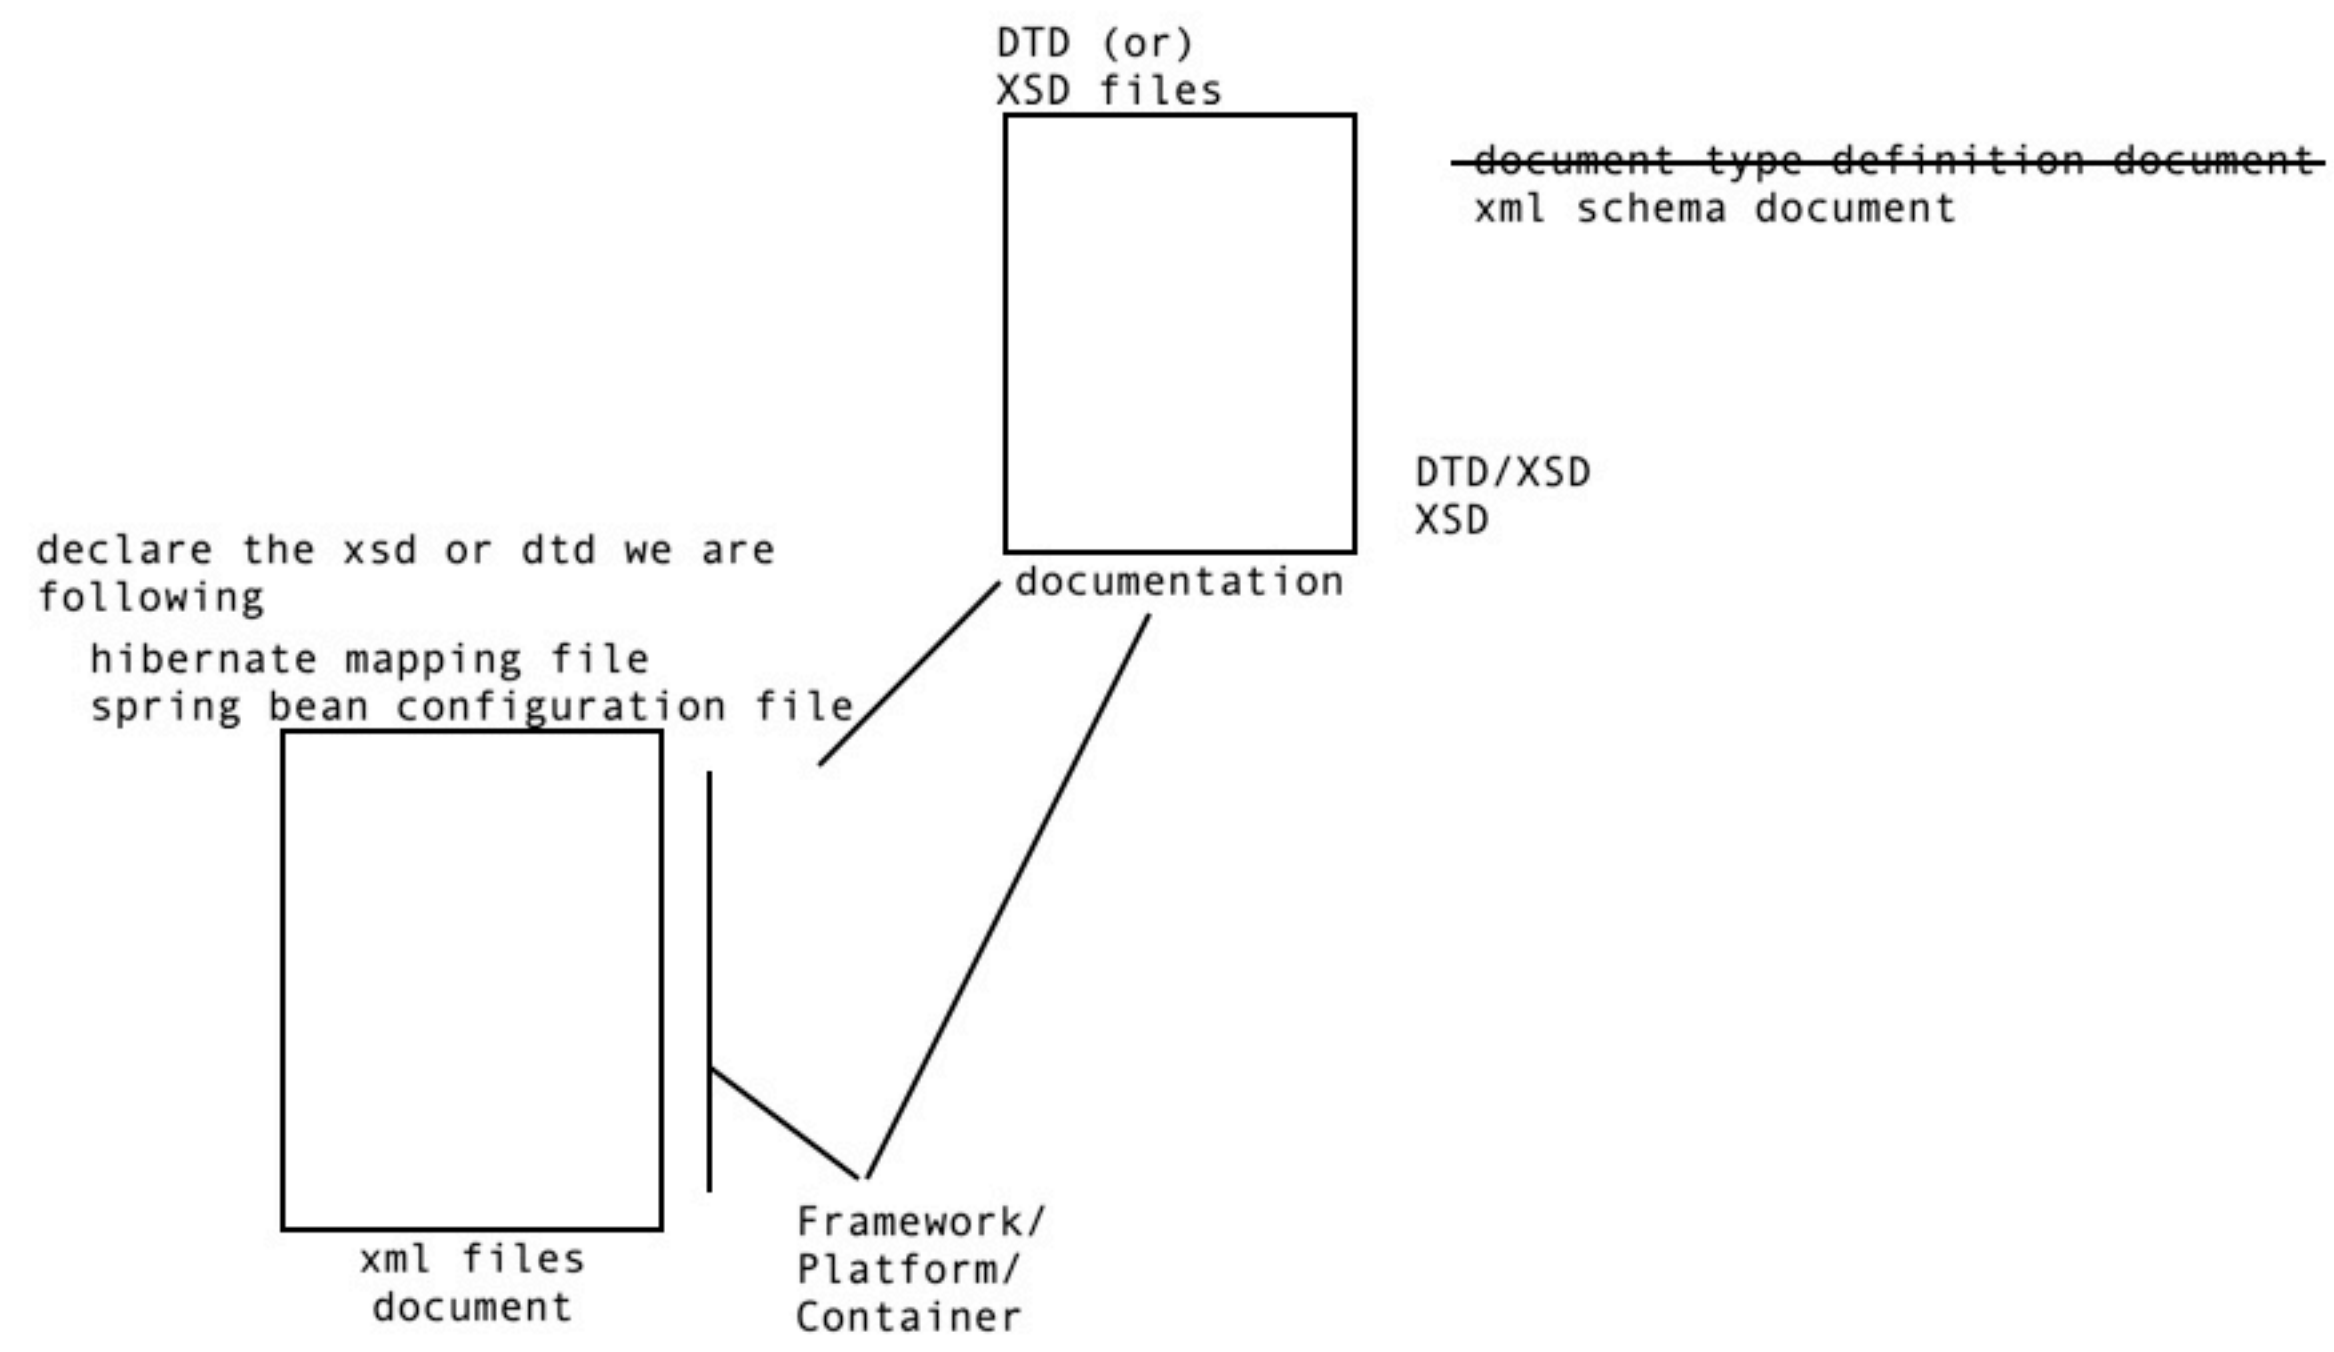 DTD (or)
XSD files
document type definition document
xml schema document
DTD/XSD
XSD
documentation
declare the xsd or dtd we are
following
hibernate mapping file
spring bean configuration file
xml files
document
Framework/
Platform/
Container